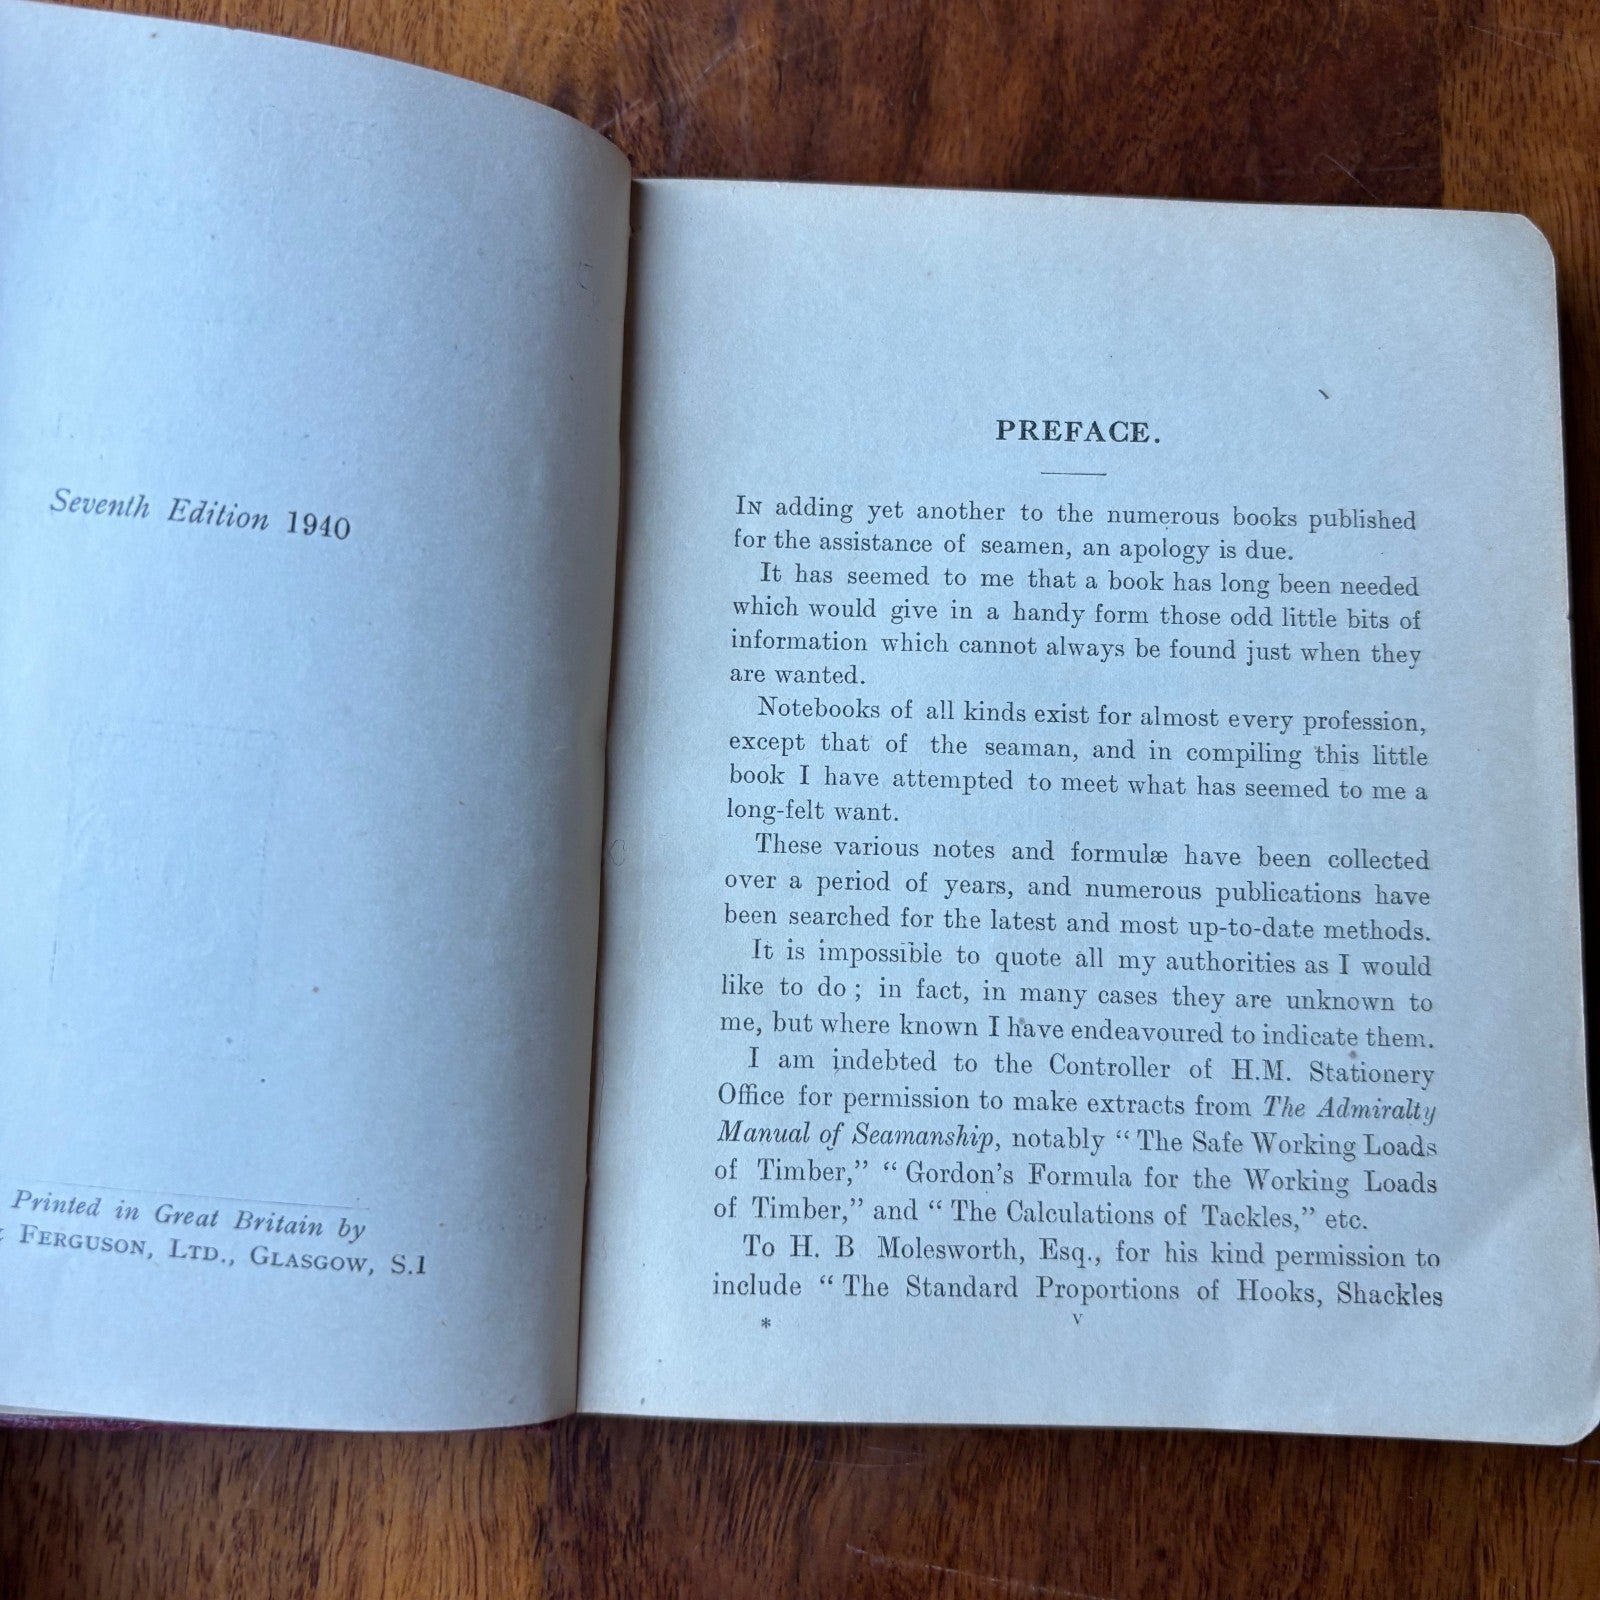 Seventh Edition 1940
Printed in Great Britain by
FERGUSON, LTD., GLASGOW, S.1
PREFACE.
IN adding yet another to the numerous books published
for the assistance of seamen, an apology is due.
It has seemed to me that a book has long been needed
which would give in a handy form those odd little bits of
information which cannot always be found just when they
are wanted.
Notebooks of all kinds exist for almost every profession,
except that of the seaman, and in compiling this little
book I have attempted to meet what has seemed to me a
long-felt want.
These various notes and formulæ have been collected
over a period of years, and numerous publications have
been searched for the latest and most up-to-date methods.
It is impossible to quote all my authorities as I would
like to do ; in fact, in many cases they are unknown to
me, but where known I have endeavoured to indicate them.
I am indebted to the Controller of H.M. Stationery
Office for permission to make extracts from The Admiralty
Manual of Seamanship, notably “ The Safe Working Loads
of Timber,” “ Gordon's Formula for the Working Loads
of Timber,” and “ The Calculations of Tackles,” etc.
To H. B Molesworth, Esq., for his kind permission to
include “ The Standard Proportions of Hooks, Shackles
* v